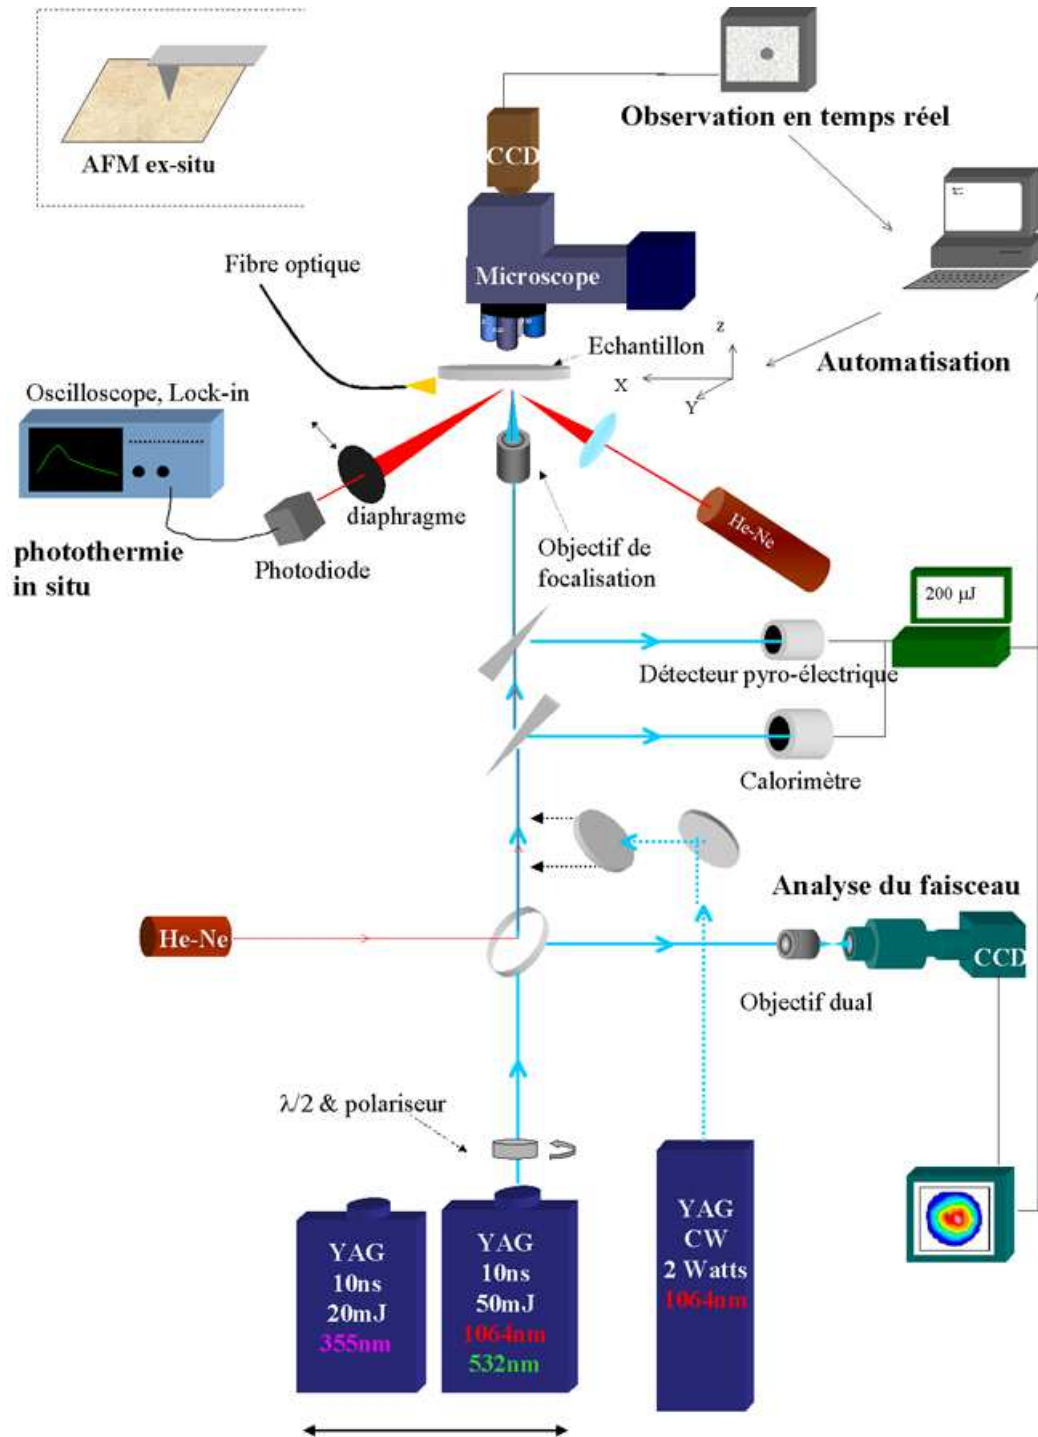 AFM ex-situ
CCD
Observation en temps réel
Fibre optique
Microscope
Echantillon
z
X
Y
Automatisation
Oscilloscope, Lock-in
photothermie
in situ
diaphragme
Photodiode
He-Ne
Objectif de
focalisation
200 µJ
Détecteur pyro-électrique
Calorimètre
Analyse du faisceau
He-Ne
CCD
Objectif dual
λ/2 & polariseur
YAG
10ns
20mJ
355nm
YAG
10ns
50mJ
1064nm
532nm
YAG
CW
2 Watts
1064nm